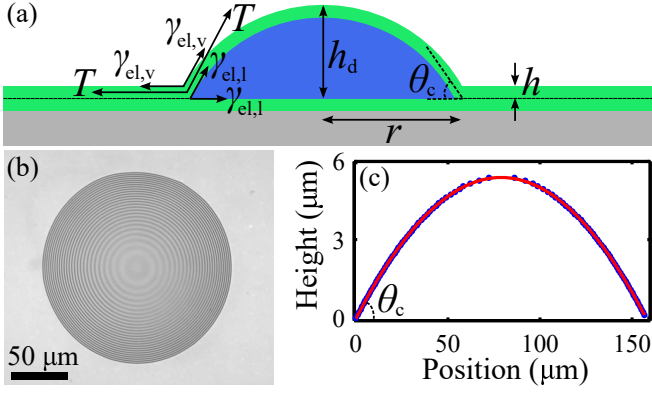 (a)
T
γel,v
γel,v
T
γel,l
γel,l
hd
θc
h
r
(b)
50 μm
(c)
Height (μm)
6
3
0
θc
0 50 100 150
Position (μm)